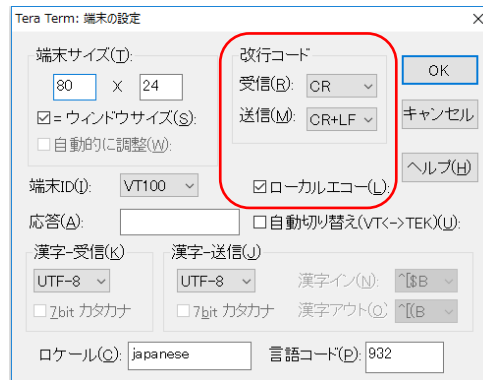 Tera Term: 端末の設定
端末サイズ(T):
80 X 24
☑=ウィンドウサイズ(S):
□自動的に調整(W):
改行コード
受信(R): CR
送信(M): CR+LF
OK
キャンセル
ヘルプ(H)
端末ID(I): VT100
☑ローカルエコー(L):
応答(A):
□自動切り替え(VT<->TEK)(U):
漢字-受信(K)
UTF-8
□7bit カタカナ
漢字-送信(J)
UTF-8
□7bit カタカナ
漢字イン(N): ^[$B
漢字アウト(O) ^[(B
ロケール(C): japanese
言語コード(P): 932